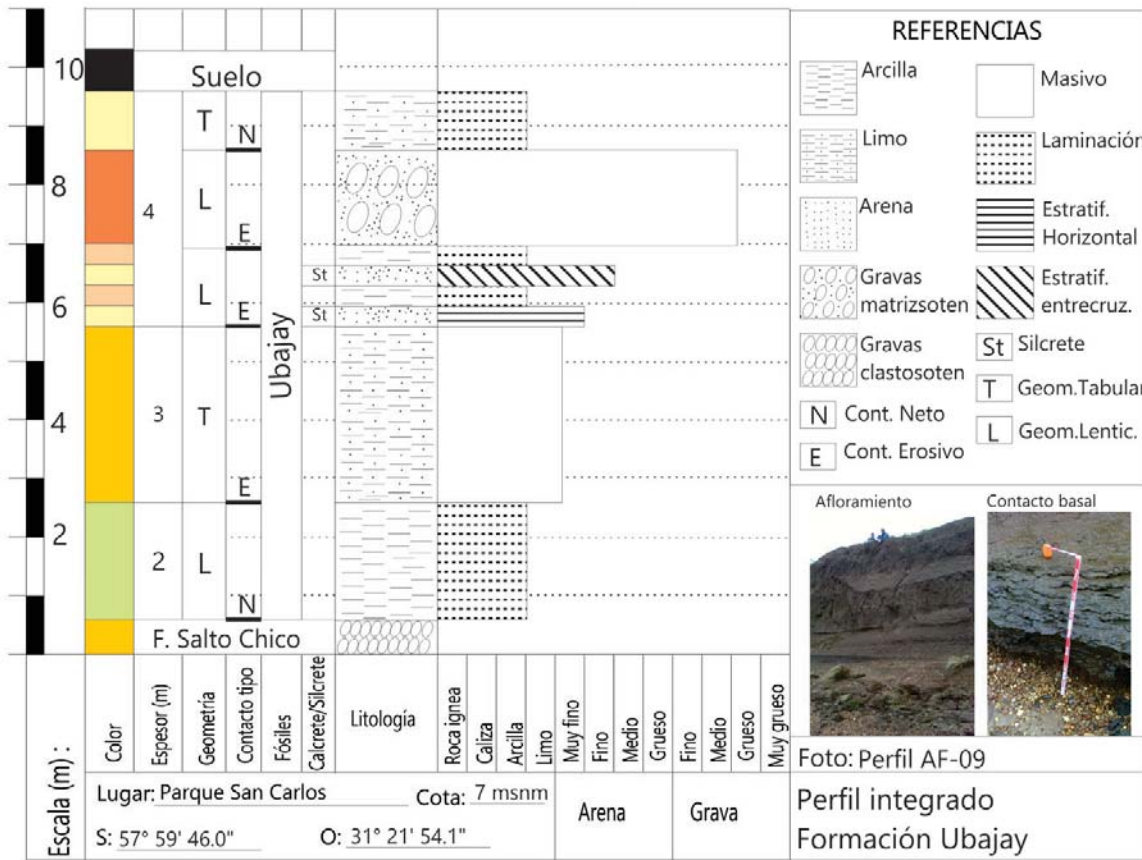 10
Suelo
T
N
8
4
L
E
St
L
6
E
St
Ubajay
4
3
T
E
2
2
L
N
F. Salto Chico
Escala (m) :
Color
Espesor (m)
Geometría
Contacto tipo
Fósiles
Calcrete/Silcrete
Litología
Roca ignea
Caliza
Arcilla
Limo
Muy fino
Fino
Medio
Grueso
Fino
Medio
Grueso
Muy grueso
Lugar: Parque San Carlos Cota: 7 msnm
S: 57° 59' 46.0" O: 31° 21' 54.1"
Arena
Grava
REFERENCIAS
Arcilla
Limo
Arena
Gravas
matrizsoten
Gravas
clastosoten
N Cont. Neto
E Cont. Erosivo
Masivo
Laminación
Estratif.
Horizontal
Estratif.
entrecruz.
St Silcrete
T Geom.Tabular
L Geom.Lentic.
Afloramiento
Contacto basal
Foto: Perfil AF-09
Perfil integrado
Formación Ubajay